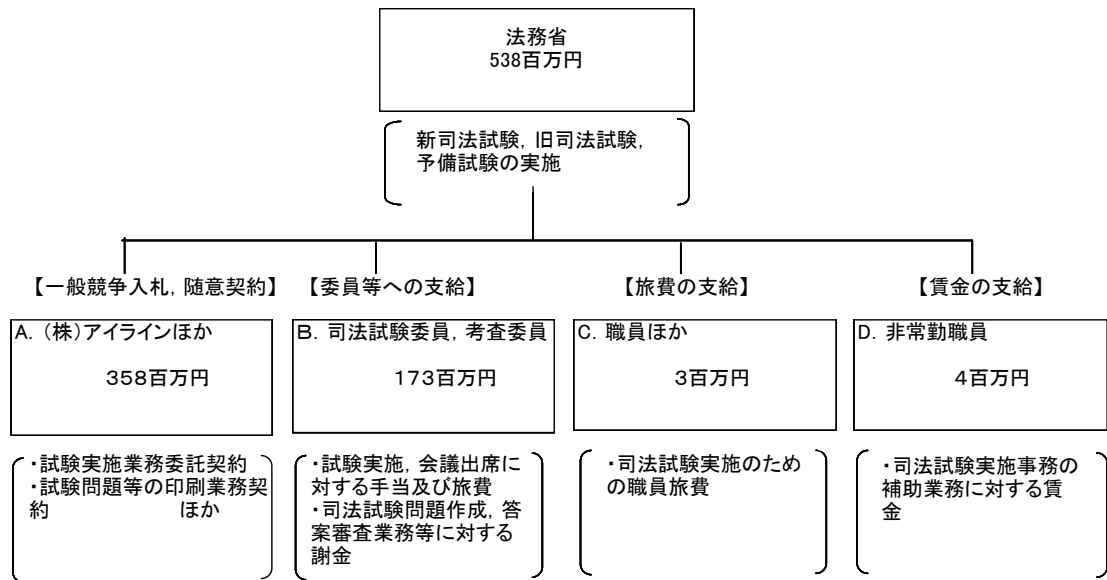 法務省
538百万円
新司法試験，旧司法試験，
予備試験の実施
【一般競争入札，随意契約】
【委員等への支給】
【旅費の支給】
【賃金の支給】
A．（株）アイラインほか
358百万円
B．司法試験委員，考査委員
173百万円
C．職員ほか
3百万円
D．非常勤職員
4百万円
・試験実施業務委託契約
・試験問題等の印刷業務契
約　　　　　　　ほか
・試験実施，会議出席に
対する手当及び旅費
・司法試験問題作成，答
案審査業務等に対する
謝金
・司法試験実施のため
の職員旅費
・司法試験実施事務の
補助業務に対する賃
金